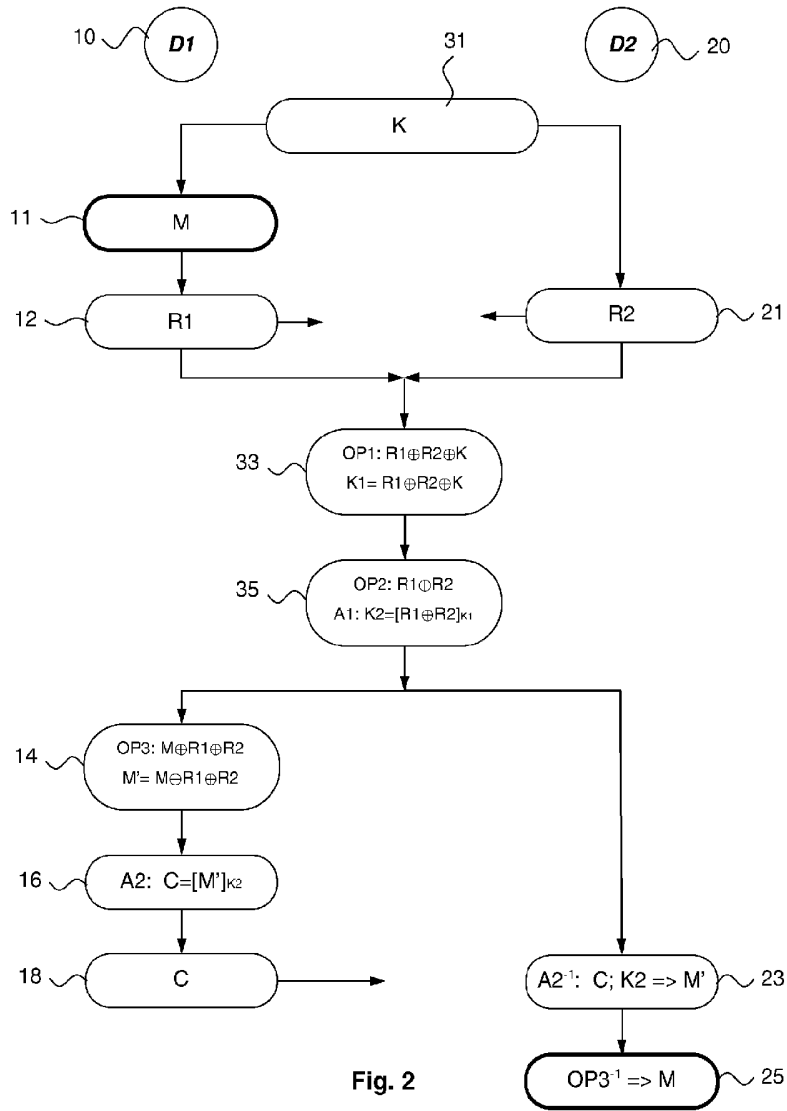 10 D1
D2 20
31
K
11 M
12 R1
R2 21
33
OP1: R1⊕R2⊕K
K1= R1⊕R2⊕K
35
OP2: R1⦶R2
A1: K2=[R1⊕R2]K1
14
OP3: M⊕R1⊕R2
M'= M⊖R1⊕R2
16 A2: C=[M']K2
18 C
A2⁻¹: C; K2 => M' 23
OP3⁻¹ => M 25
Fig. 2